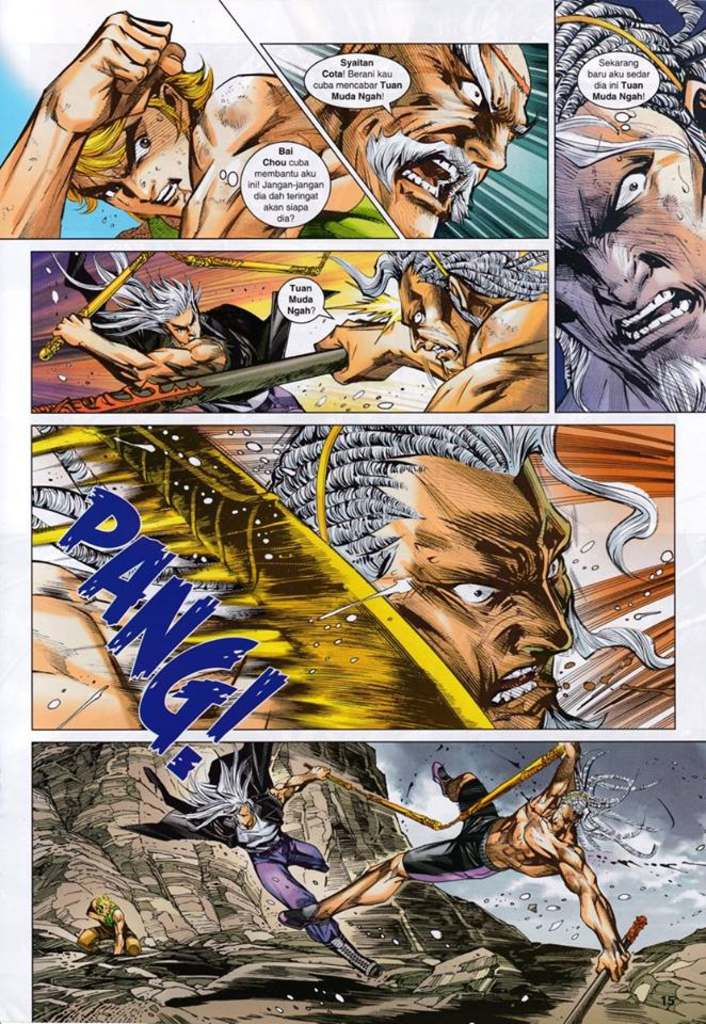 Bai
Chou cuba
membantu aku
ini! Jangan-jangan
dia dah terpegang
akan siapa
dia?
Syaitan
Cota! Berani kau
cuba mencabar Tuan
Muda Ngah!
Sekarang
baru aku sedar
dia ini Tuan
Muda Ngah!
Tuan
Muda
Ngah?
PANG!
15